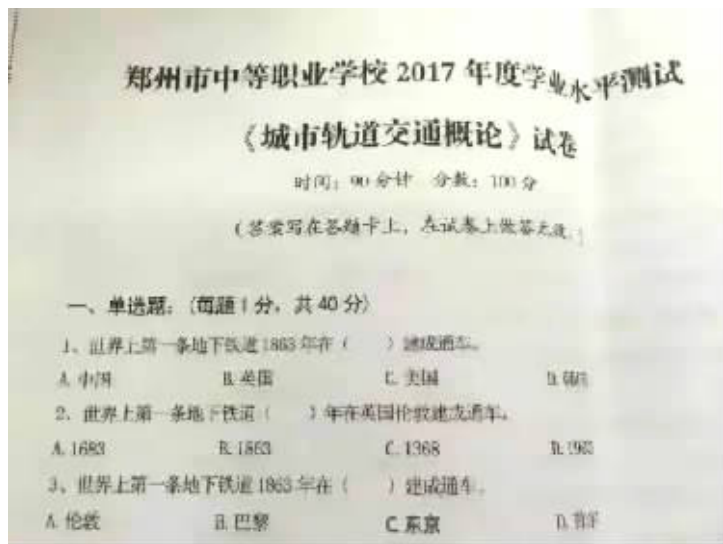 郑州市中等职业学校 2017 年度学业水平测试
《城市轨道交通概论》试卷
时间：90 分钟 分数：100 分
（答案写在答题卡上，在试卷上做答无效。）
一、单选题：（每题 1 分，共 40 分）
1、世界上第一条地下铁道 1863 年在（ ）建成通车。
A. 中国 B. 英国 C. 美国 D.
2、世界上第一条地下铁道（ ）年在英国伦敦建成通车。
A. 1683 B. 1863 C. 1368 D.
3、世界上第一条地下铁道 1863 年在（ ）建成通车。
A. 伦敦 B. 巴黎 C. 东京 D.